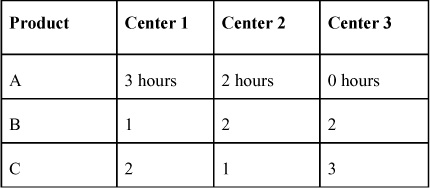 Product Center 1 Center 2 Center 3
A 3 hours 2 hours 0 hours
B 1 2 2
C 2 1 3